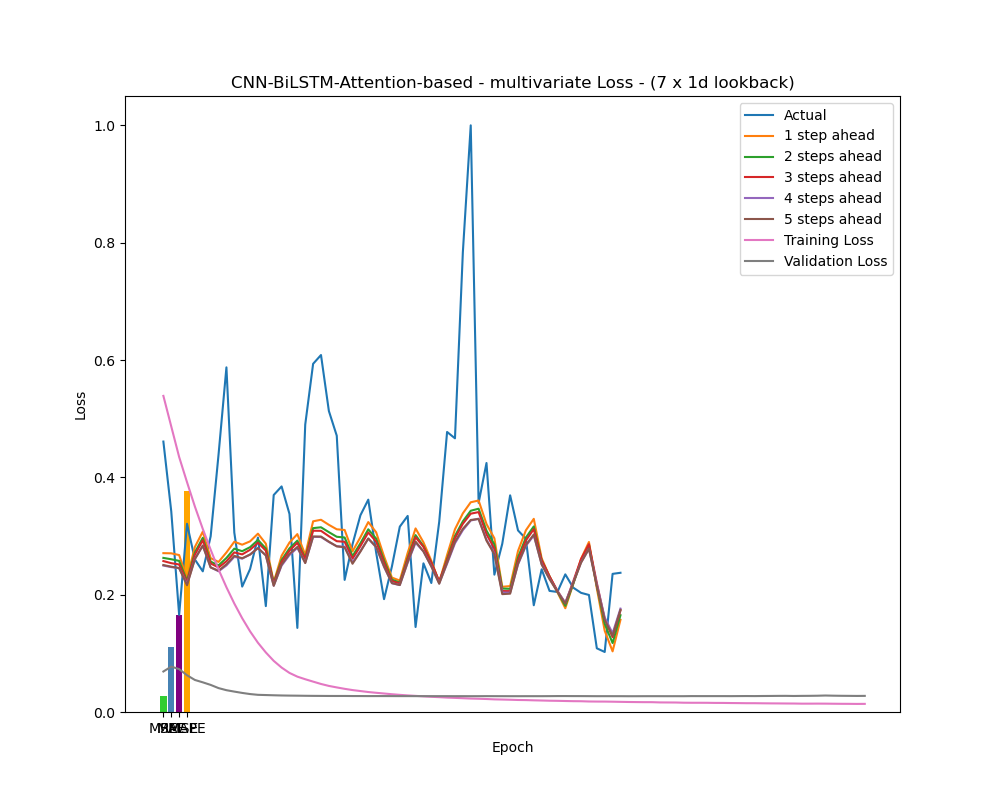 CNN-BiLSTM-Attention-based - multivariate Loss - (7 x 1d lookback)
Actual
1 step ahead
2 steps ahead
3 steps ahead
4 steps ahead
5 steps ahead
Training Loss
Validation Loss
1.0
0.8
0.6
0.4
0.2
0.0
Loss
Epoch